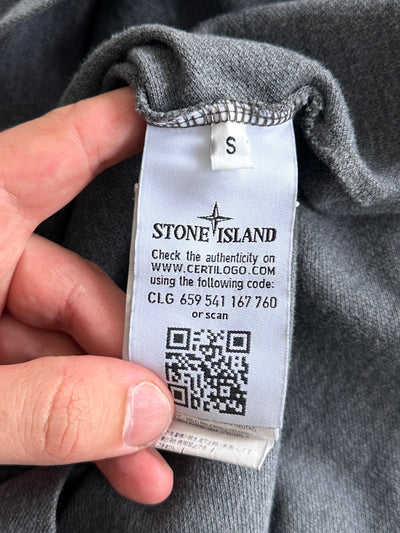 S
STONE ISLAND
Check the authenticity on
WWW.CERTILOGO.COM
using the following code:
CLG 659 541 167 760
or scan